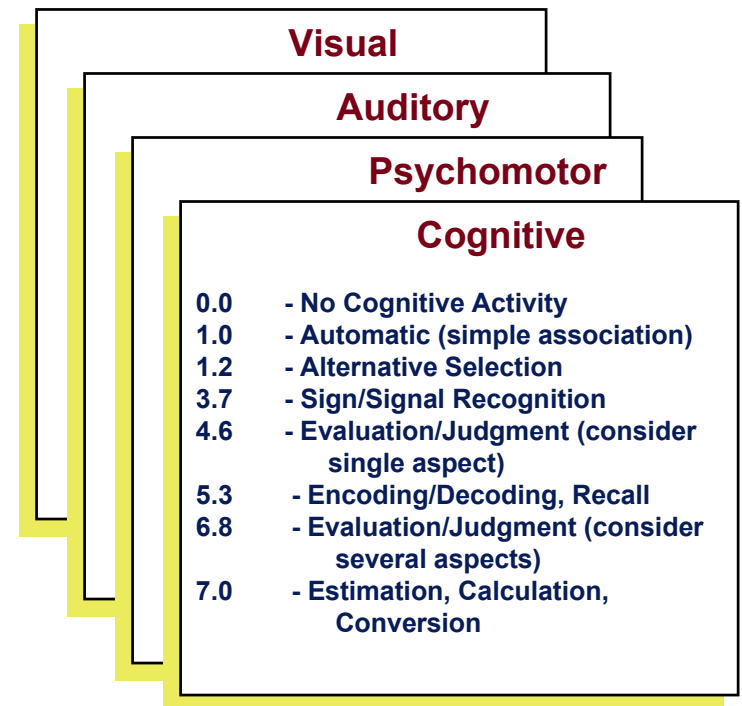 Visual
Auditory
Psychomotor
Cognitive
0.0 - No Cognitive Activity
1.0 - Automatic (simple association)
1.2 - Alternative Selection
3.7 - Sign/Signal Recognition
4.6 - Evaluation/Judgment (consider
single aspect)
5.3 - Encoding/Decoding, Recall
6.8 - Evaluation/Judgment (consider
several aspects)
7.0 - Estimation, Calculation,
Conversion